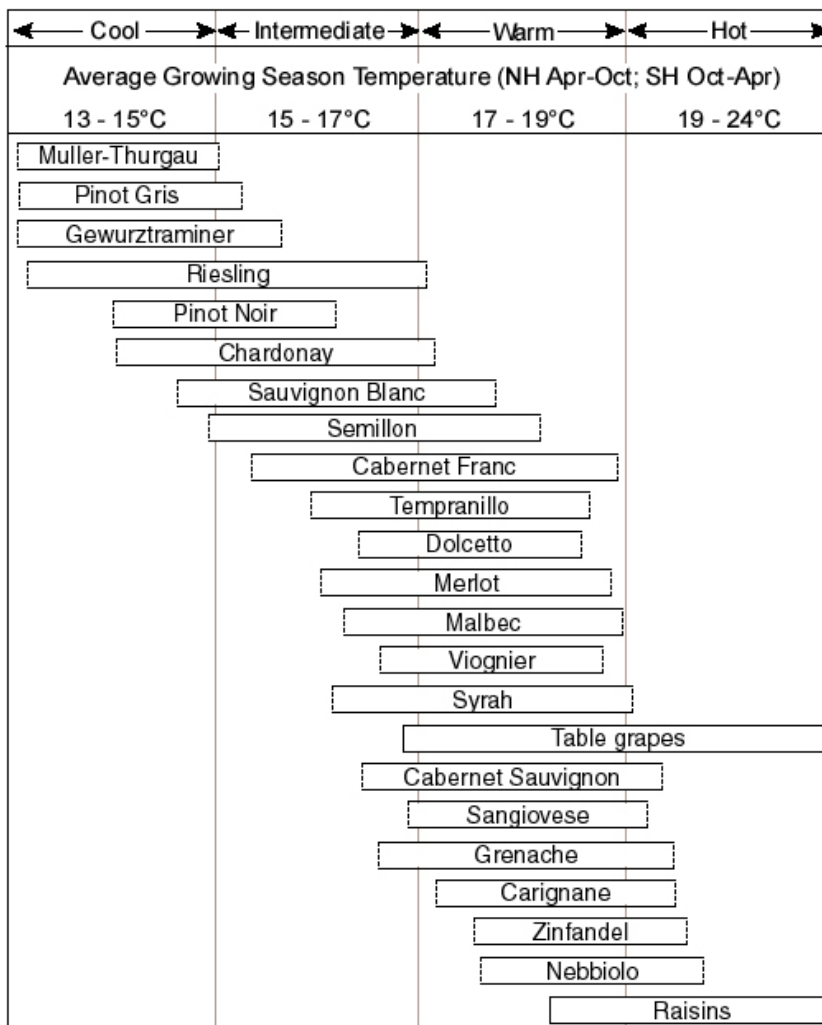 Cool Intermediate Warm Hot
Average Growing Season Temperature (NH Apr-Oct; SH Oct-Apr)
13 - 15°C 15 - 17°C 17 - 19°C 19 - 24°C
Muller-Thurgau
Pinot Gris
Gewurztraminer
Riesling
Pinot Noir
Chardonay
Sauvignon Blanc
Semillon
Cabernet Franc
Tempranillo
Dolcetto
Merlot
Malbec
Viognier
Syrah
Table grapes
Cabernet Sauvignon
Sangiovese
Grenache
Carignane
Zinfandel
Nebbiolo
Raisins